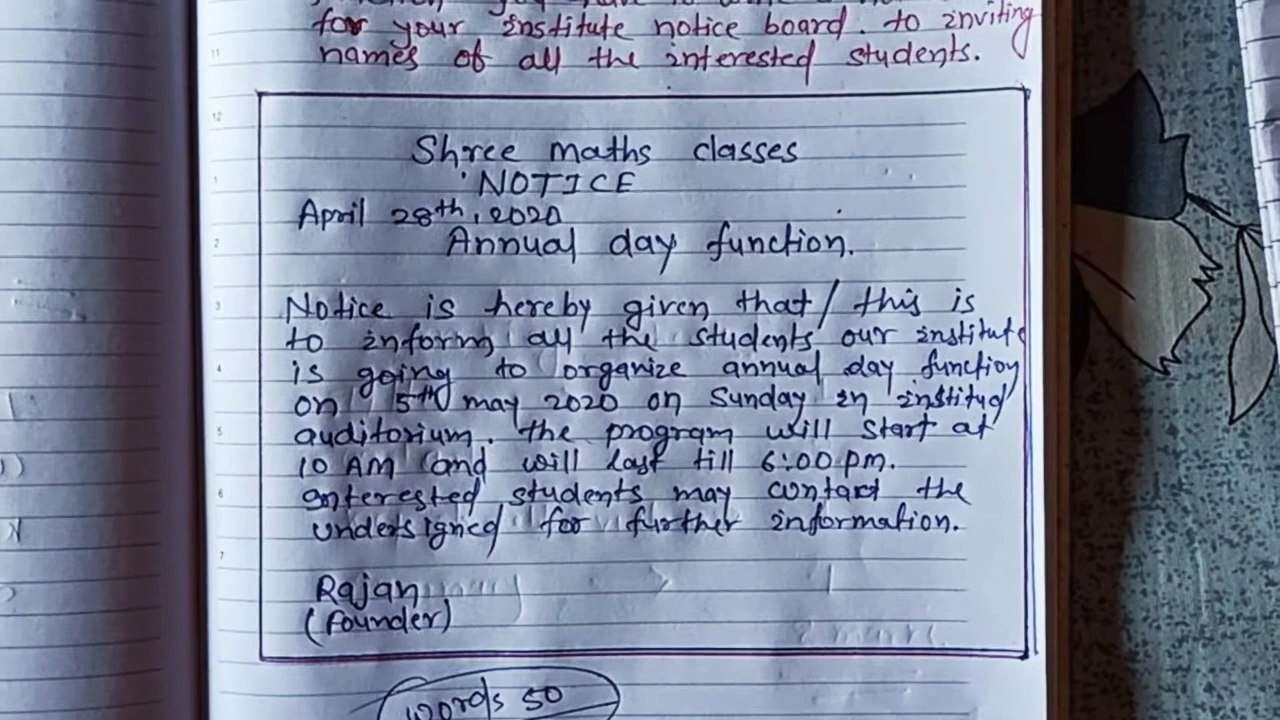 for your institute notice board. to inviting
names of all the interested students.
Shree maths classes
NOTICE
April 28th, 2020
Annual day function.
Notice is hereby given that / this is
to inform all the students our institute
is going to organize annual day function
on 5th may 2020 on Sunday in institud
auditorium. the program will start at
10 AM and will last till 6:00 pm.
interested students may contact the
undersigned for further information.
Rajan
(founder)
words 50